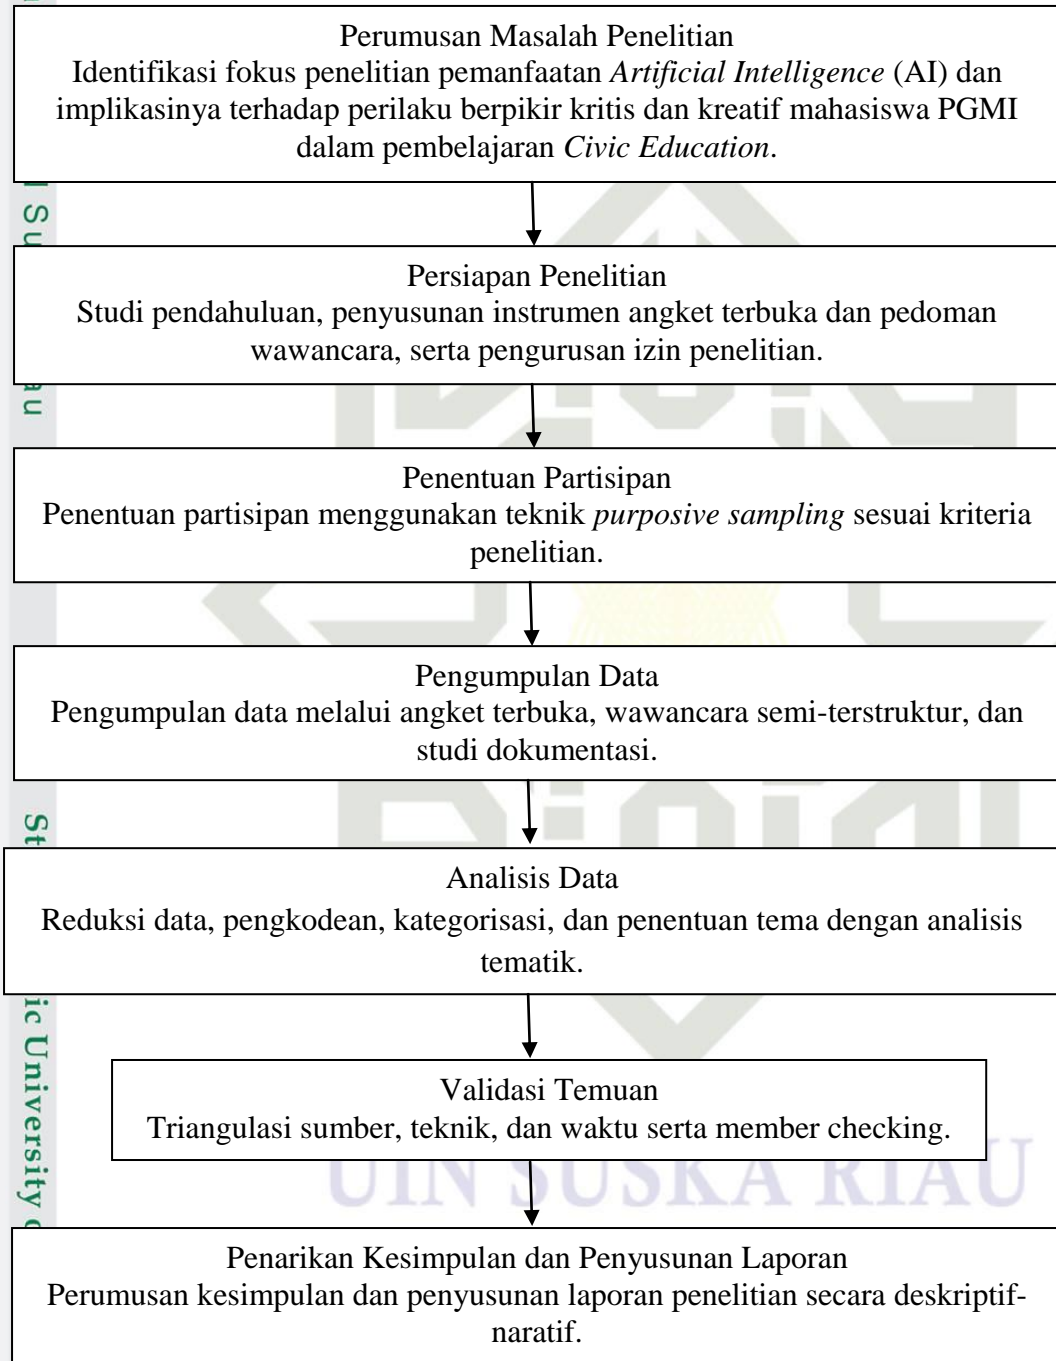 Perumusan Masalah Penelitian
Identifikasi fokus penelitian pemanfaatan Artificial Intelligence (AI) dan
implikasinya terhadap perilaku berpikir kritis dan kreatif mahasiswa PGMI
dalam pembelajaran Civic Education.
Persiapan Penelitian
Studi pendahuluan, penyusunan instrumen angket terbuka dan pedoman
wawancara, serta pengurusan izin penelitian.
Penentuan Partisipan
Penentuan partisipan menggunakan teknik purposive sampling sesuai kriteria
penelitian.
Pengumpulan Data
Pengumpulan data melalui angket terbuka, wawancara semi-terstruktur, dan
studi dokumentasi.
Analisis Data
Reduksi data, pengkodean, kategorisasi, dan penentuan tema dengan analisis
tematik.
Validasi Temuan
Triangulasi sumber, teknik, dan waktu serta member checking.
UIN SUSKA RIAU
Penarikan Kesimpulan dan Penyusunan Laporan
Perumusan kesimpulan dan penyusunan laporan penelitian secara deskriptif-
naratif.
University